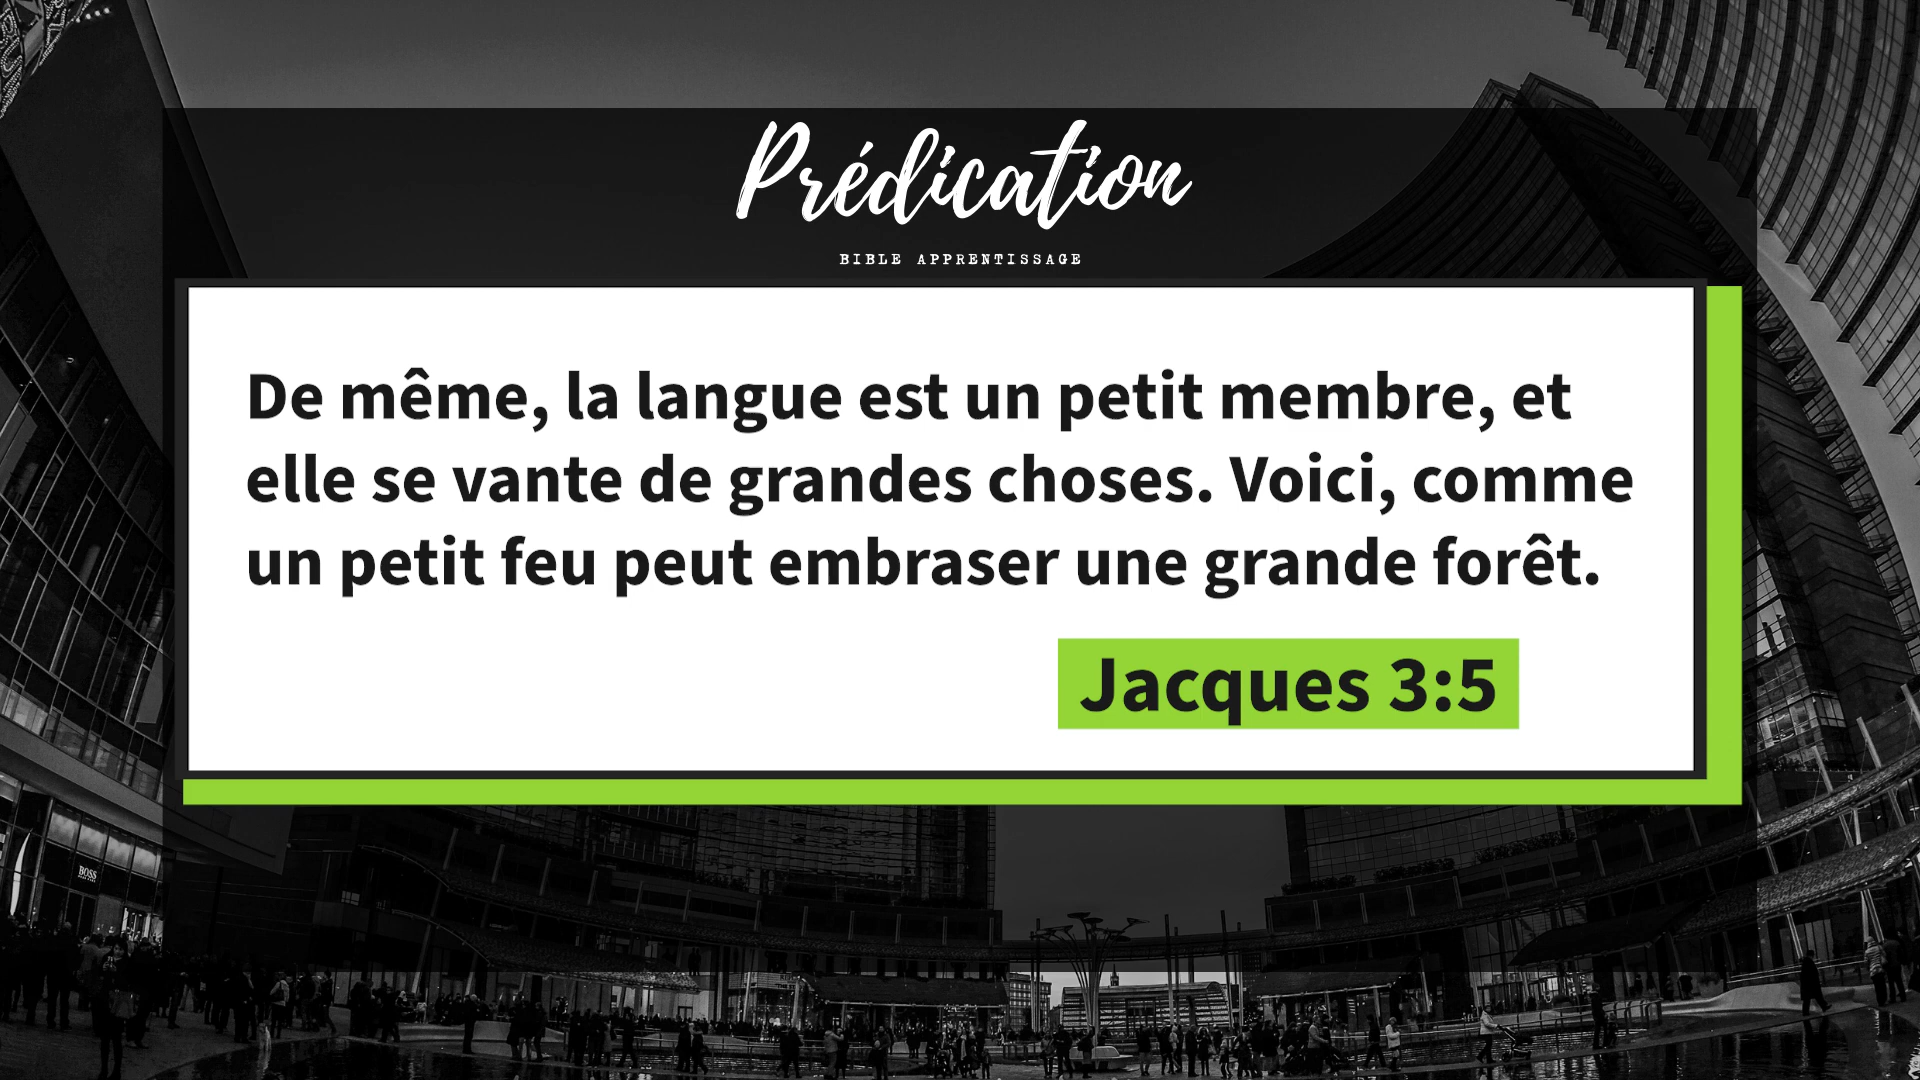 Prédication
BIBLE APPRENTISSAGE
De même, la langue est un petit membre, et
elle se vante de grandes choses. Voici, comme
un petit feu peut embraser une grande forêt.
Jacques 3:5
BOSS